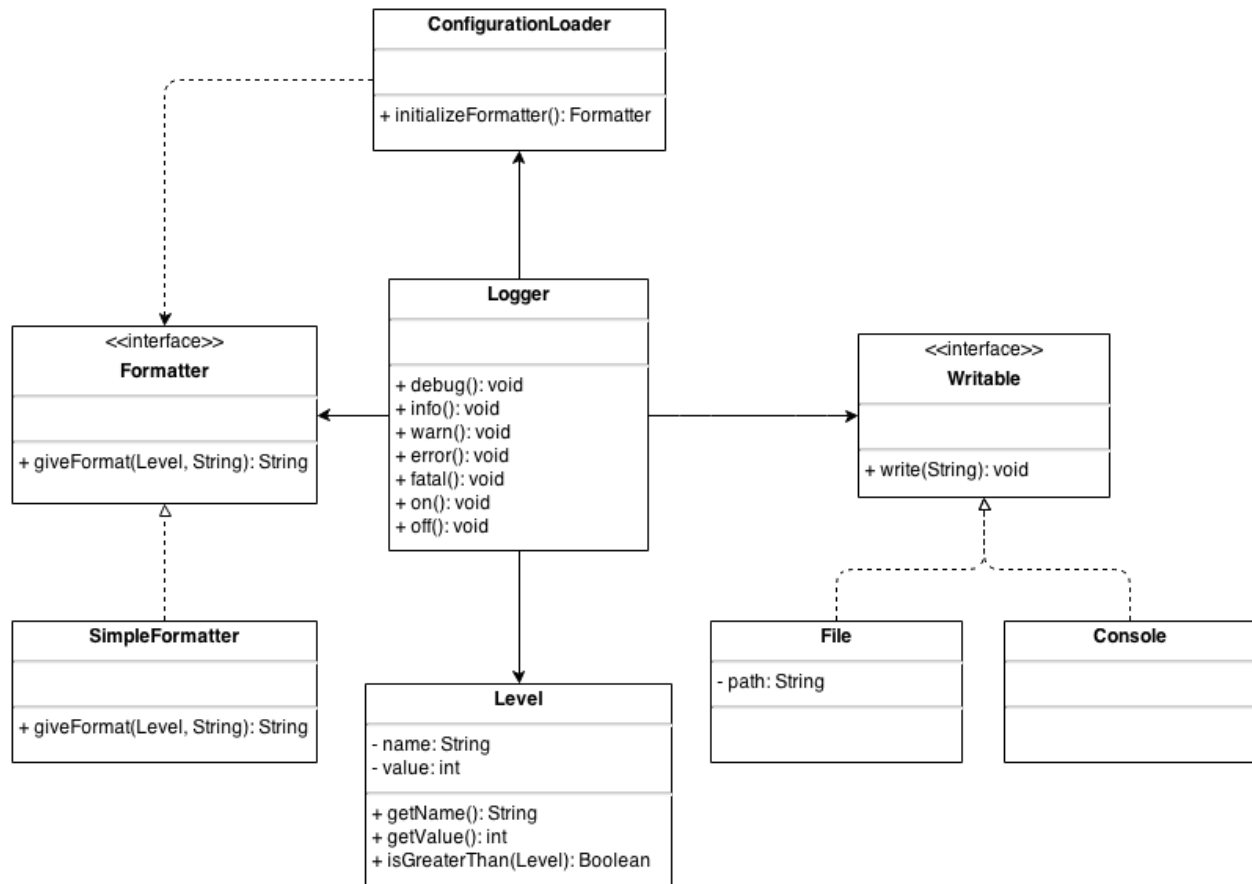 ConfigurationLoader
+ initializeFormatter(): Formatter
Logger
+ debug(): void
+ info(): void
+ warn(): void
+ error(): void
+ fatal(): void
+ on(): void
+ off(): void
<<interface>>
Formatter
+ giveFormat(Level, String): String
<<interface>>
Writable
+ write(String): void
SimpleFormatter
+ giveFormat(Level, String): String
Level
- name: String
- value: int
+ getName(): String
+ getValue(): int
+ isGreaterThan(Level): Boolean
File
- path: String
Console